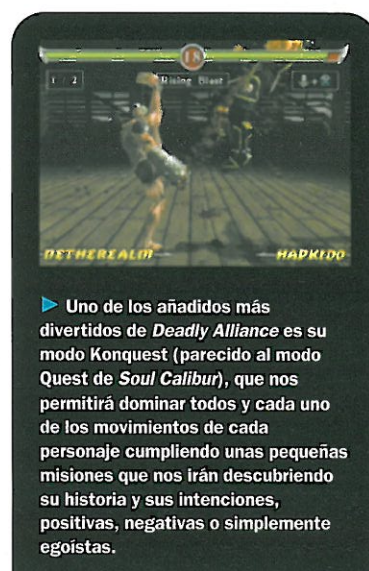 18
1 / 2
Rising Blast
NETHEREALM
HAPKIDO
Uno de los añadidos más
divertidos de Deadly Alliance es su
modo Konquest (parecido al modo
Quest de Soul Calibur), que nos
permitirá dominar todos y cada uno
de los movimientos de cada
personaje cumpliendo unas pequeñas
misiones que nos irán descubriendo
su historia y sus intenciones,
positivas, negativas o simplemente
egoístas.